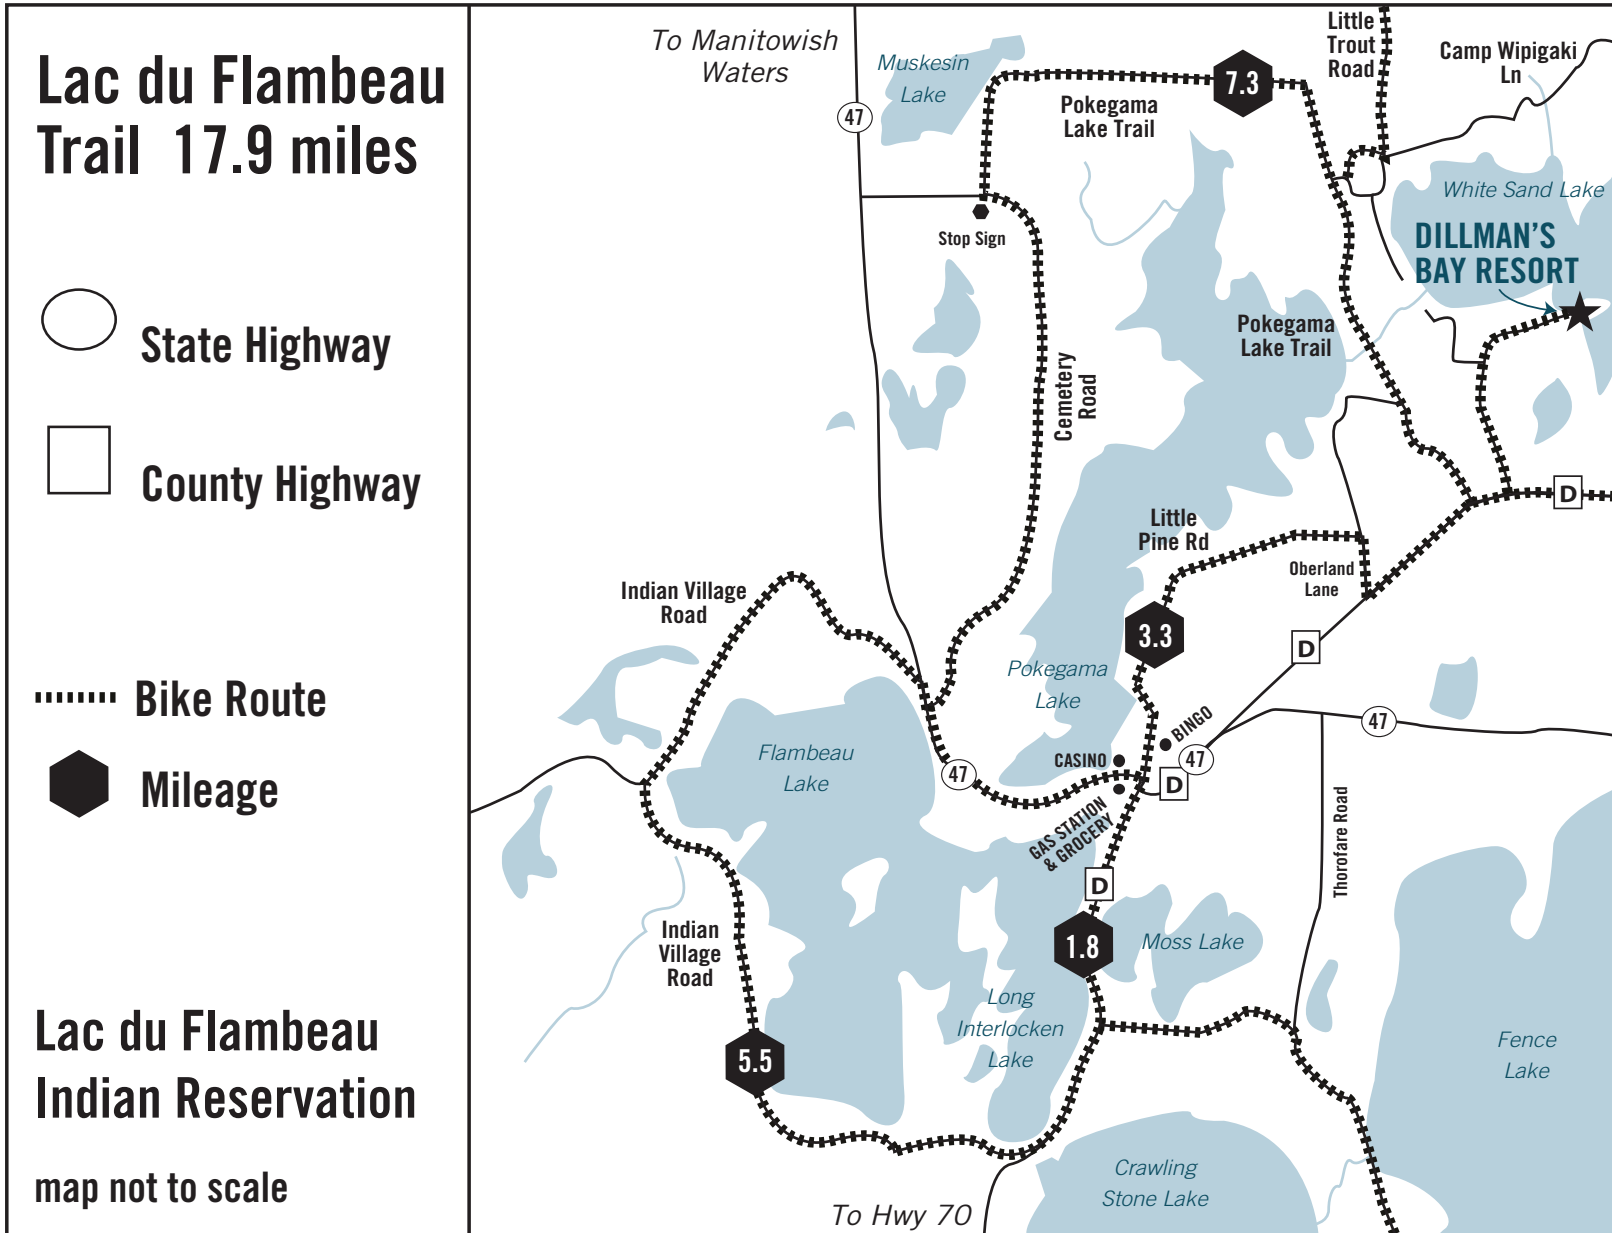 Lac du Flambeau
Trail 17.9 miles
State Highway
County Highway
Bike Route
Mileage
Lac du Flambeau
Indian Reservation
map not to scale
To Manitowish
Waters
47
Muskesin
Lake
Pokegama
Lake Trail
7.3
Little
Trout
Road
Camp Wipigaki
Ln
White Sand Lake
DILLMAN'S
BAY RESORT
Stop Sign
Pokegama
Lake Trail
Cemetery
Road
D
Little
Pine Rd
Oberland
Lane
Indian Village
Road
3.3
D
Pokegama
Lake
BINGO
47
CASINO
47
D
47
Flambeau
Lake
GAS STATION
& GROCERY
Thorofare Road
D
Indian
Village
Road
1.8
Moss Lake
Long
Interlocken
Lake
5.5
Fence
Lake
Crawling
Stone Lake
To Hwy 70